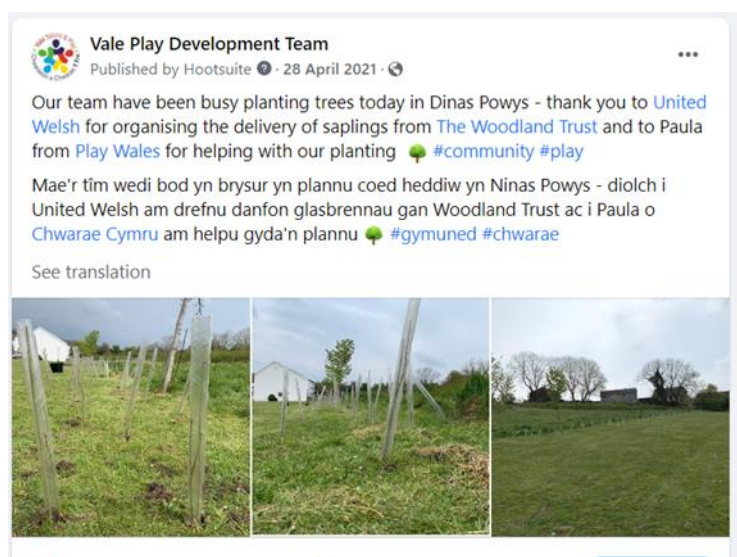 Vale Play Development Team
Published by Hootsuite · 28 April 2021 ·
Our team have been busy planting trees today in Dinas Powys - thank you to United
Welsh for organising the delivery of saplings from The Woodland Trust and to Paula
from Play Wales for helping with our planting 🌳 #community #play
Mae'r tîm wedi bod yn brysur yn plannu coed heddiw yn Ninas Powys - diolch i
United Welsh am drefnu danfon glasbrennau gan Woodland Trust ac i Paula o
Chwarae Cymru am helpu gyda'n plannu 🌳 #gymuned #chwarae
See translation